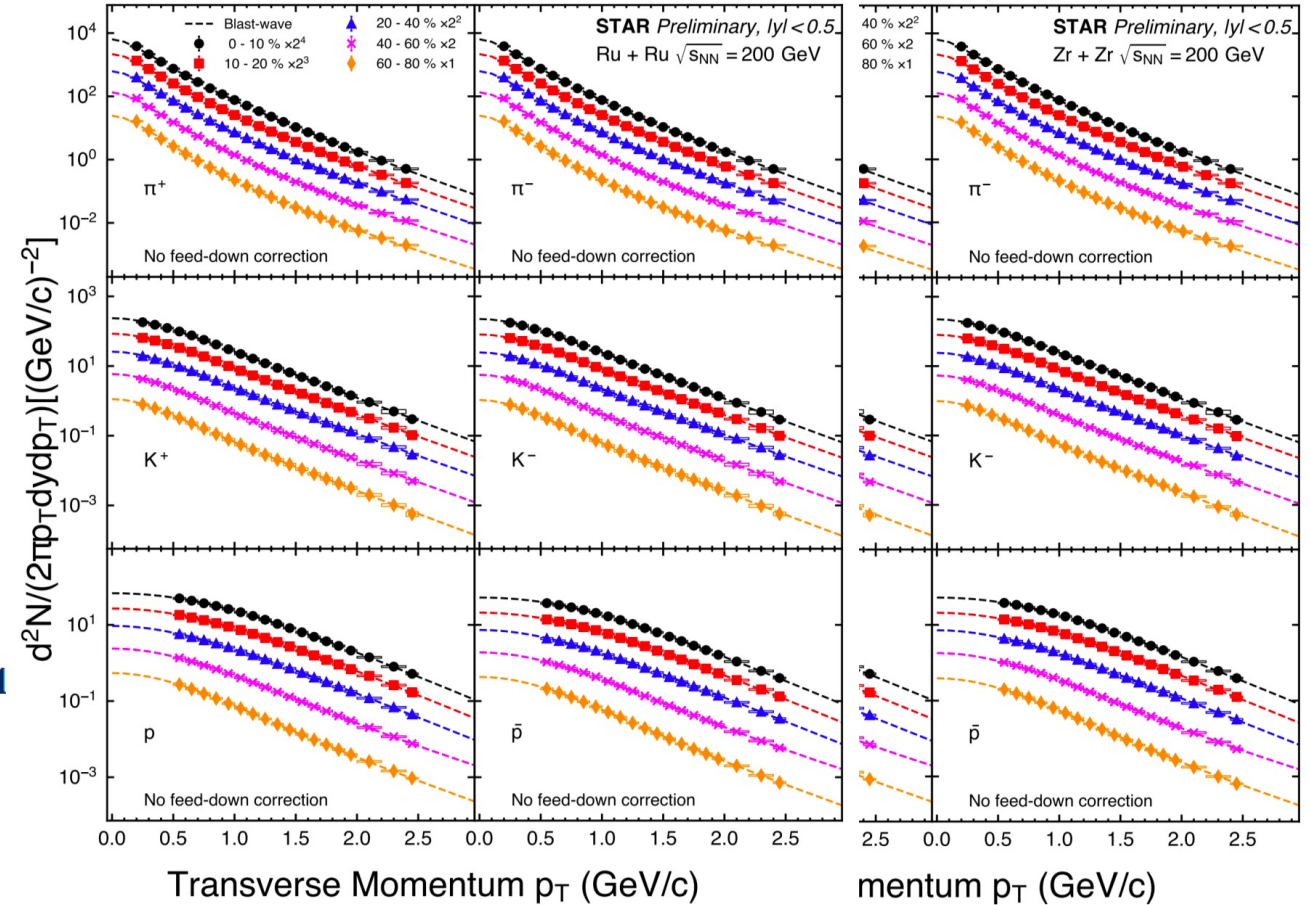 Blast-wave
0 - 10 % ×2⁴
10 - 20 % ×2³
20 - 40 % ×2²
40 - 60 % ×2
60 - 80 % ×1
STAR Preliminary, |y| < 0.5
Ru + Ru √sNN = 200 GeV
40 % ×2²
60 % ×2
80 % ×1
STAR Preliminary, |y| < 0.5
Zr + Zr √sNN = 200 GeV
10⁴
10²
10⁰
10⁻²
π⁺
π⁻
π⁻
No feed-down correction
No feed-down correction
No feed-down correction
d²N/(2πpTdydpT)[(GeV/c)⁻²]
10³
10¹
10⁻¹
10⁻³
K⁺
K⁻
K⁻
10¹
10⁻¹
10⁻³
p
p̄
p̄
No feed-down correction
No feed-down correction
No feed-down correction
0.0 0.5 1.0 1.5 2.0 2.5 0.0 0.5 1.0 1.5 2.0 2.5 2.5 0.0 0.5 1.0 1.5 2.0 2.5
Transverse Momentum pT (GeV/c)
mentum pT (GeV/c)